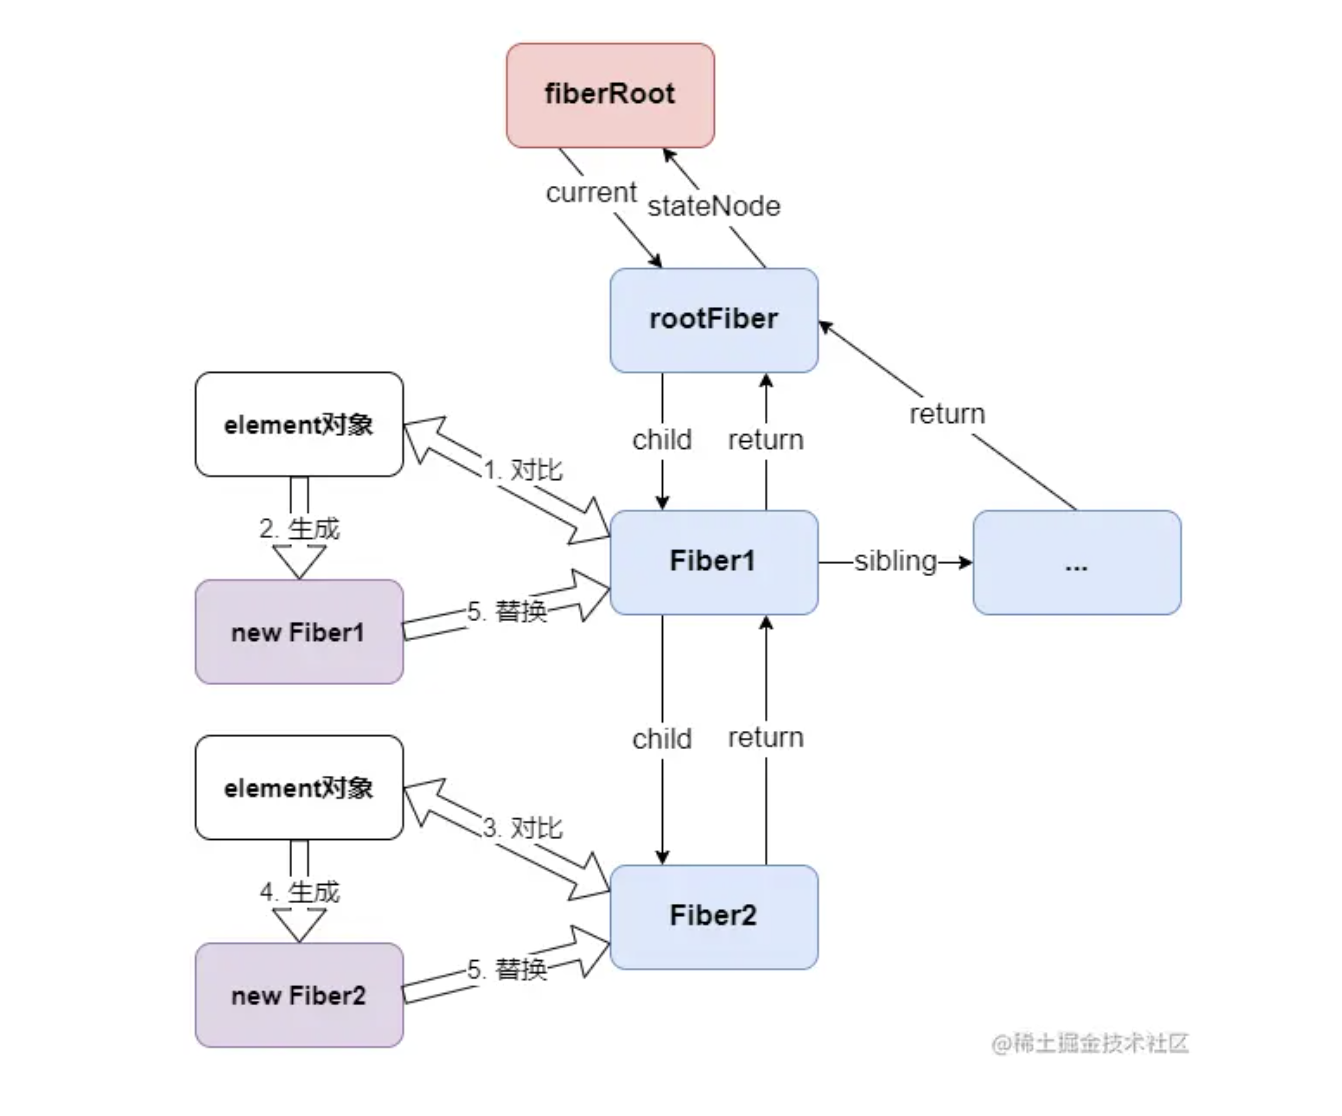 fiberRoot
current
stateNode
rootFiber
element对象
child
return
return
1. 对比
2. 生成
Fiber1
sibling
...
new Fiber1
5. 替换
child
return
element对象
3. 对比
4. 生成
Fiber2
new Fiber2
5. 替换
@稀土掘金技术社区